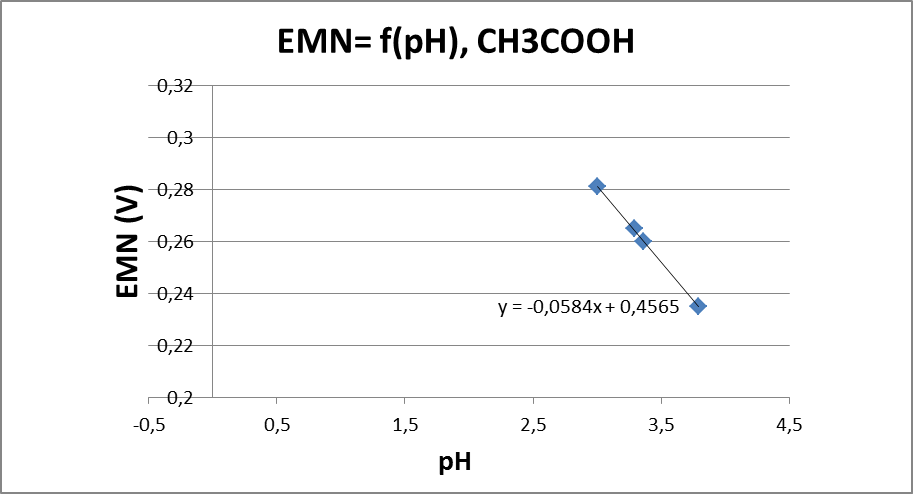 EMN= f(pH), CH3COOH
0,32
0,3
0,28
0,26
0,24
0,22
0,2
EMN (V)
y = -0,0584x + 0,4565
-0,5 0,5 1,5 2,5 3,5 4,5
pH